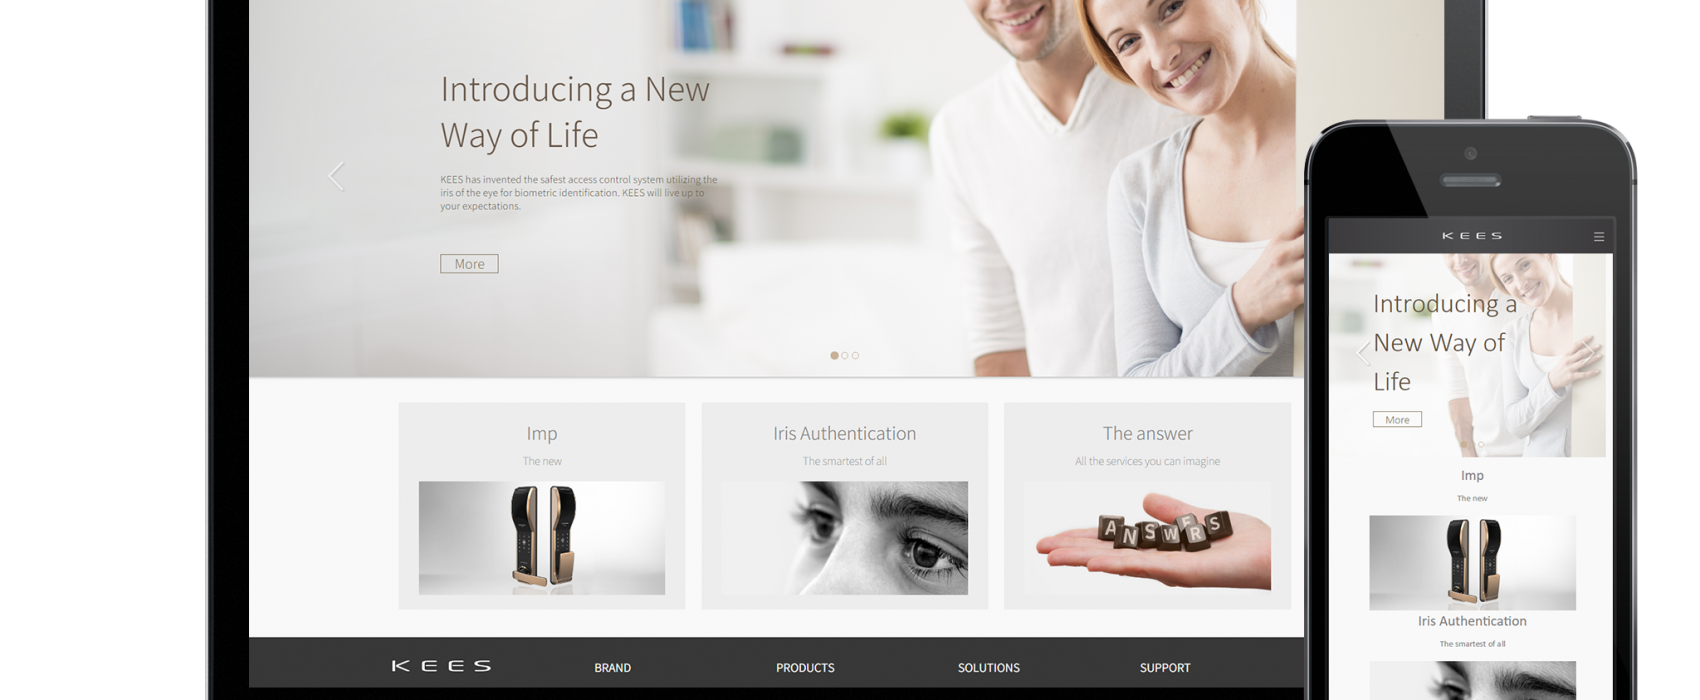 Introducing a New
Way of Life
KEES has invented the safest access control system utilizing the
iris of the eye for biometric identification. KEES will live up to
your expectations.
More
Imp
The new
Iris Authentication
The smartest of all
The answer
All the services you can imagine
ANSWERS
KEES
BRAND
PRODUCTS
SOLUTIONS
SUPPORT
KEES
Introducing a
New Way of
Life
More
Imp
The new
Iris Authentication
The smartest of all